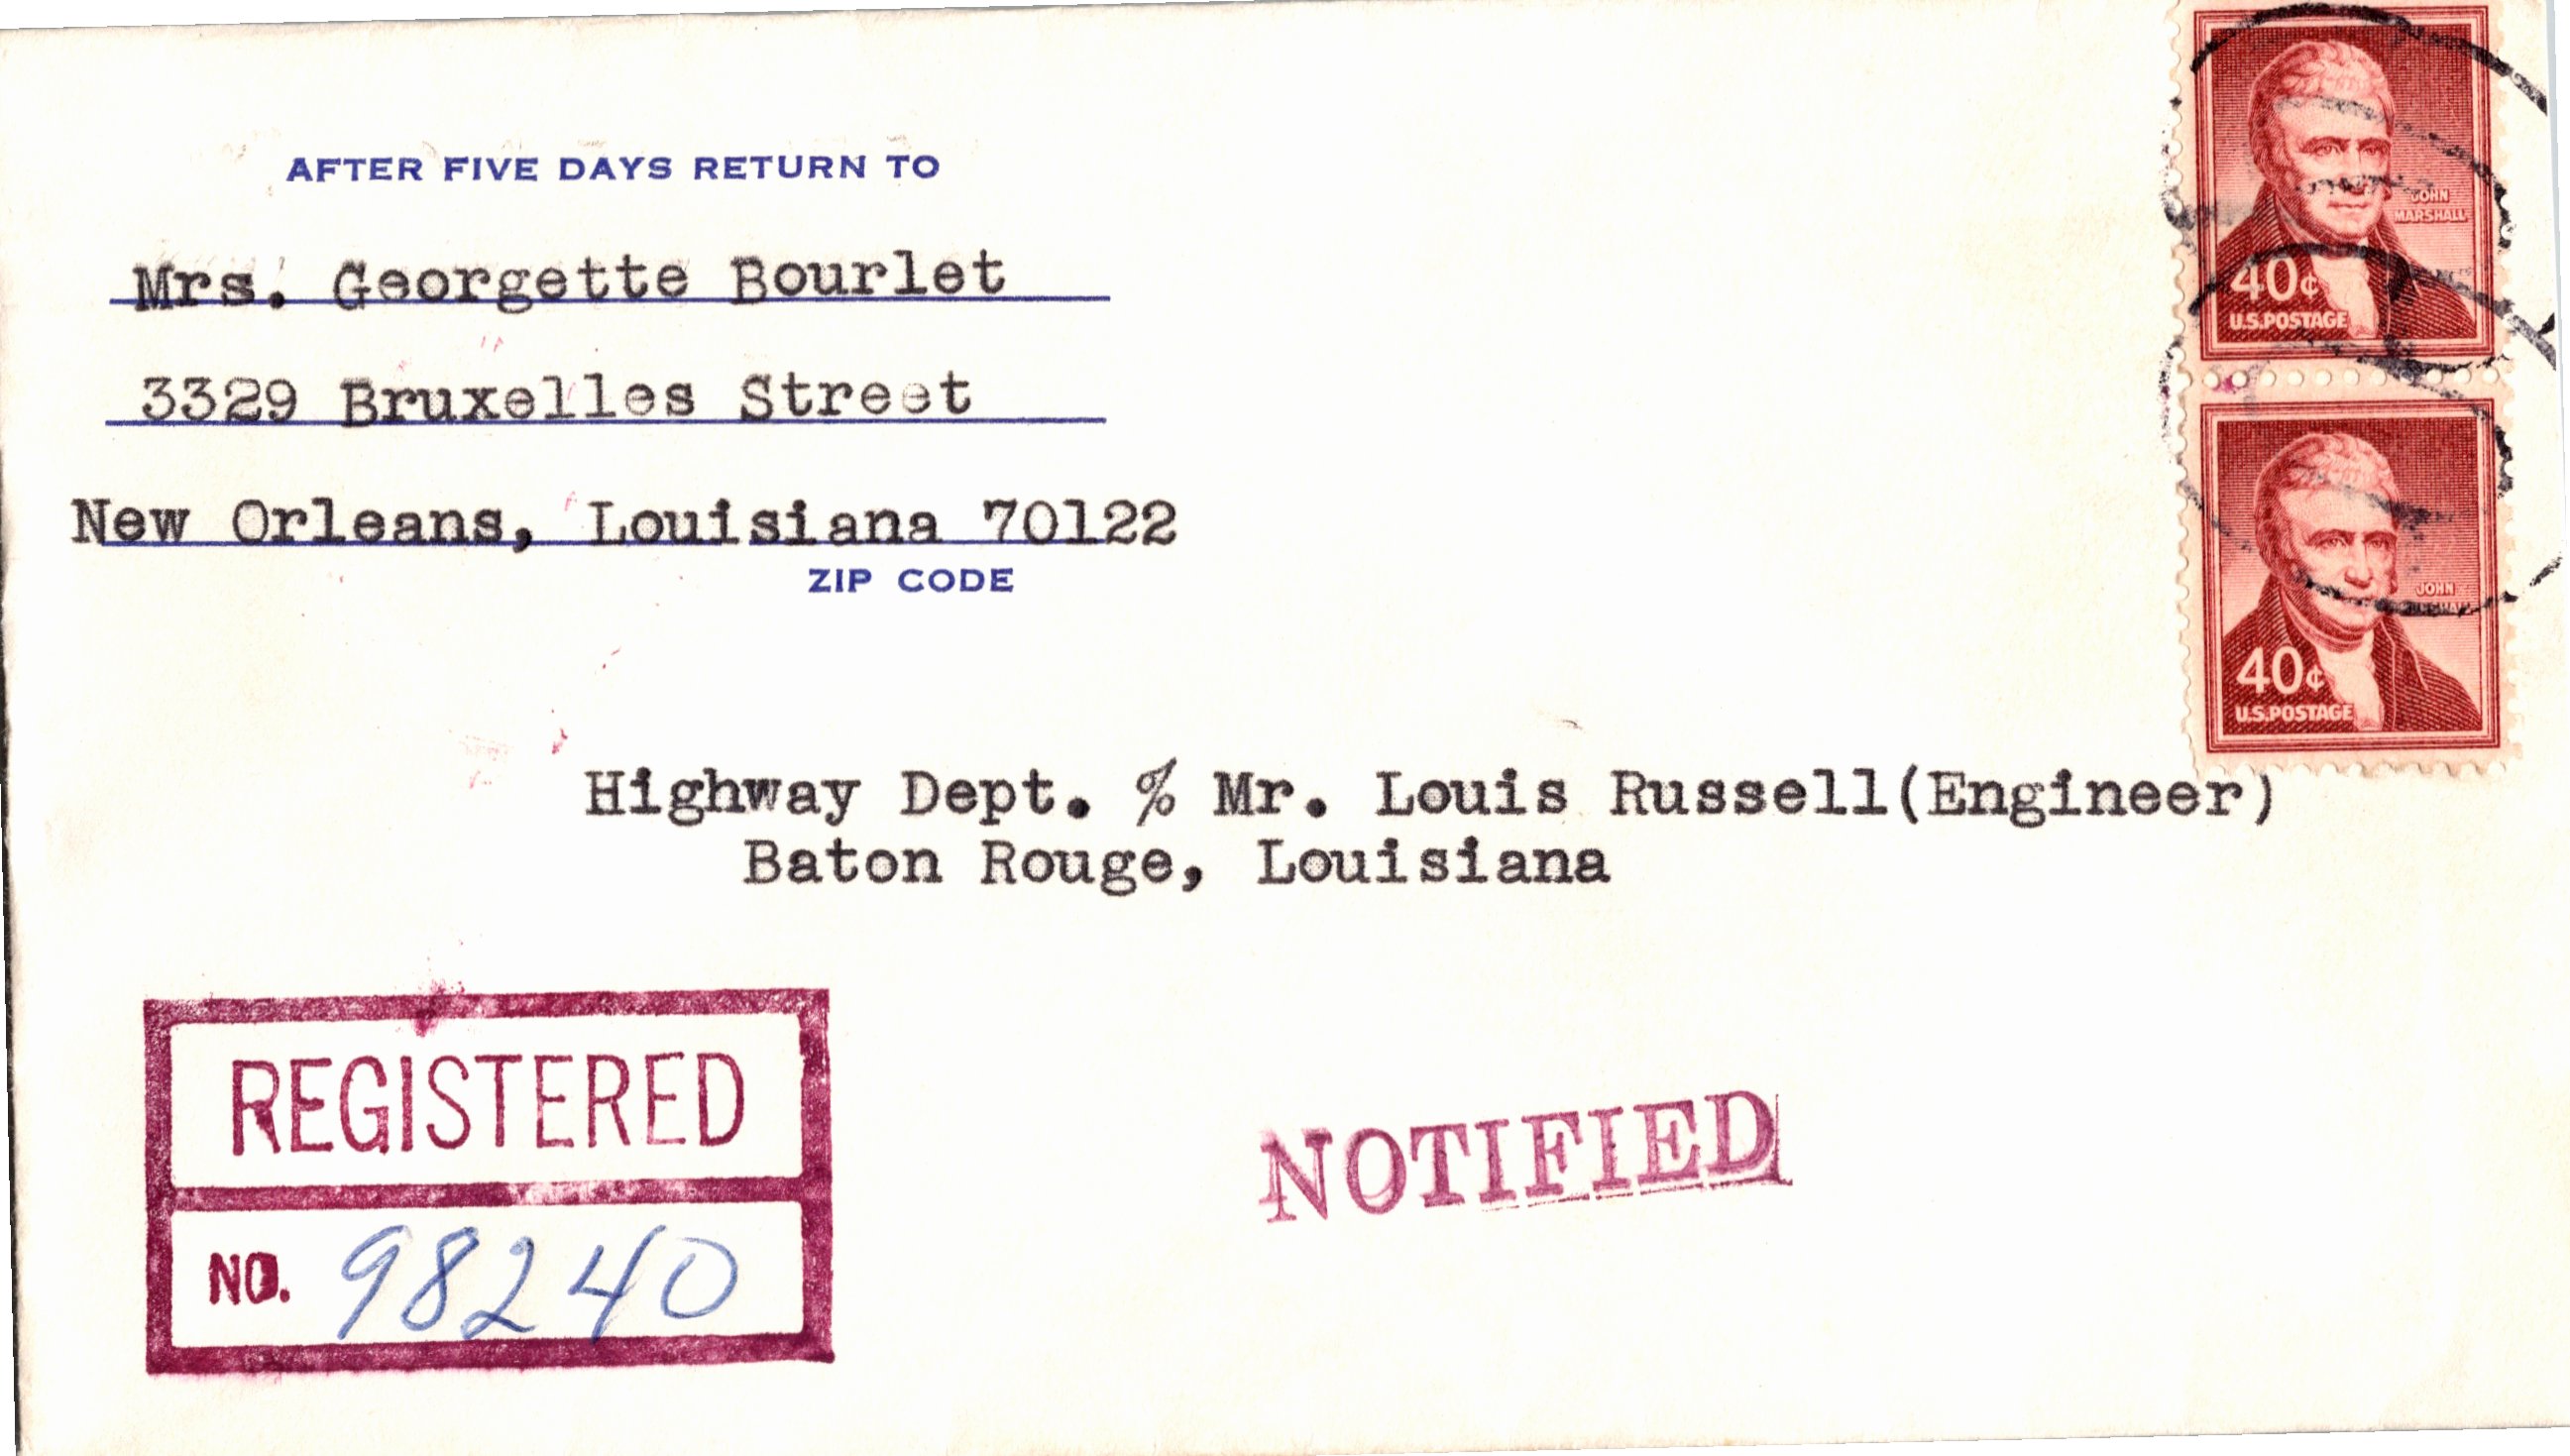 AFTER FIVE DAYS RETURN TO
Mrs. Georgette Bourlet
3329 Bruxelles Street
New Orleans, Louisiana 70122
ZIP CODE
JOHN
MARSHALL
40¢
U.S.POSTAGE
JOHN
40¢
U.S.POSTAGE
Highway Dept. % Mr. Louis Russell(Engineer)
Baton Rouge, Louisiana
REGISTERED
NO. 98240
NOTIFIED